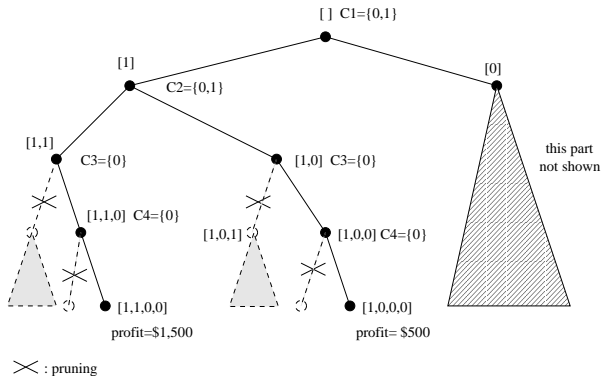 [ ] C1={0,1}
[1]
[0]
C2={0,1}
[1,1]
C3={0}
[1,0] C3={0}
this part
not shown
[1,1,0] C4={0}
[1,0,1]
[1,0,0] C4={0}
[1,1,0,0]
[1,0,0,0]
profit=$1,500
profit= $500
: pruning